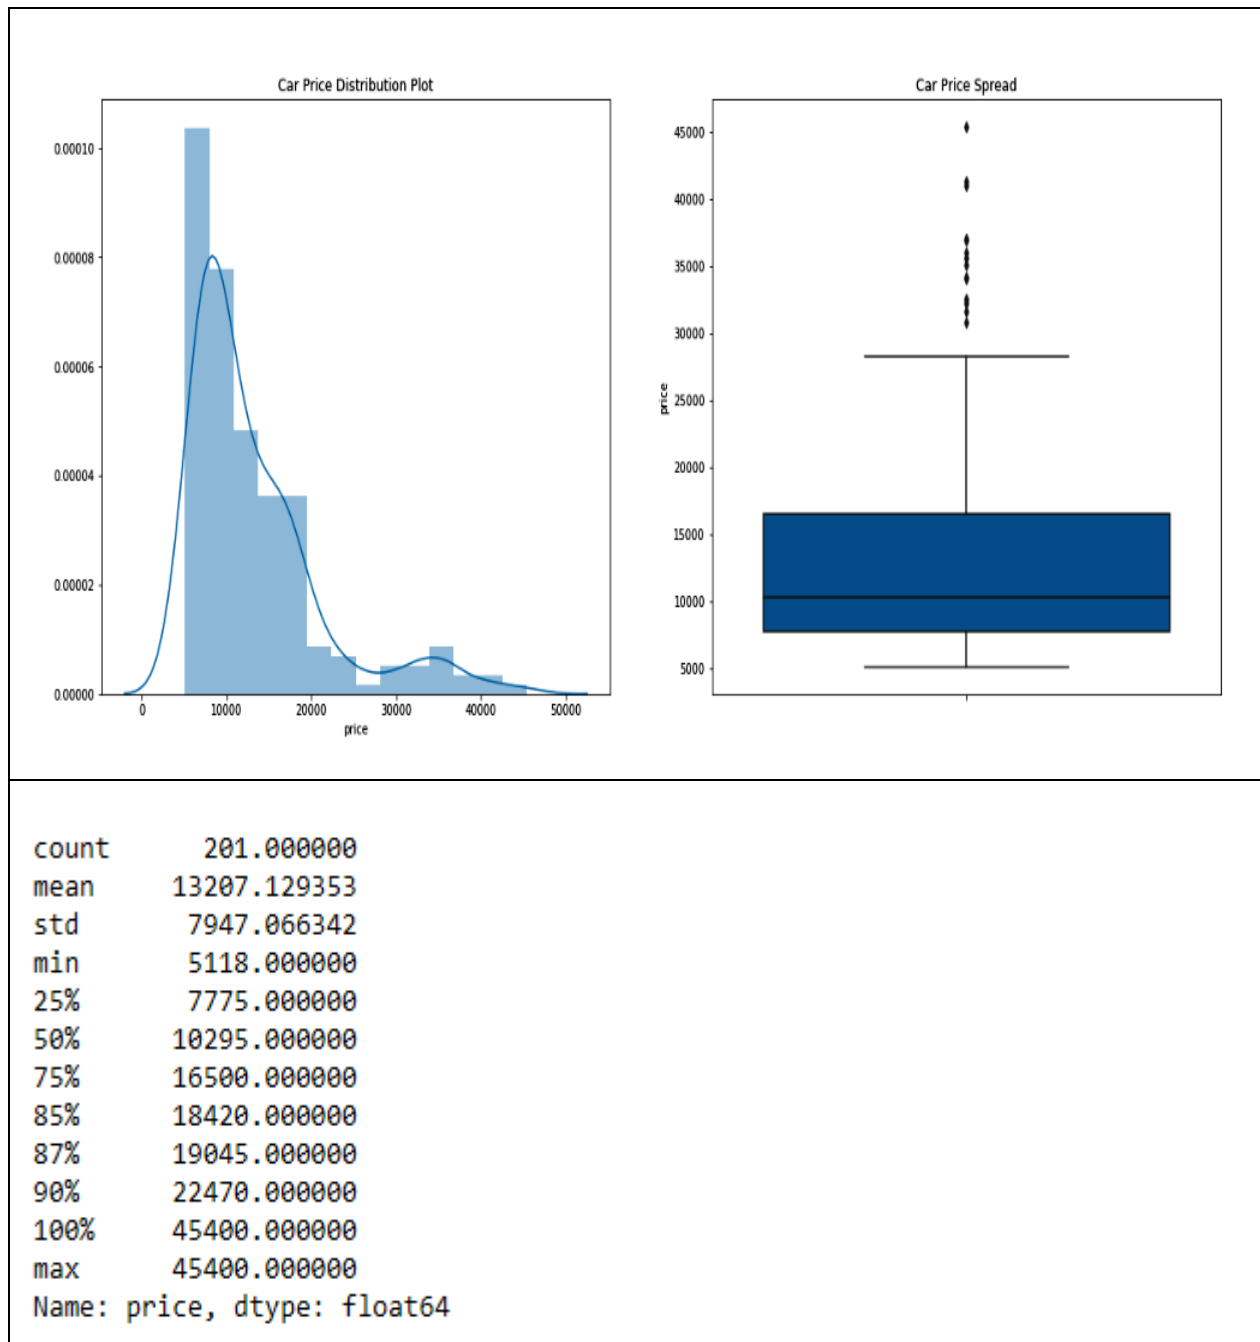 Car Price Distribution Plot
0.00010
0.00008
0.00006
0.00004
0.00002
0.00000
0 10000 20000 30000 40000 50000
price
Car Price Spread
45000
40000
35000
30000
25000
20000
15000
10000
5000
price
count 201.000000
mean 13207.129353
std 7947.066342
min 5118.000000
25% 7775.000000
50% 10295.000000
75% 16500.000000
85% 18420.000000
87% 19045.000000
90% 22470.000000
100% 45400.000000
max 45400.000000
Name: price, dtype: float64